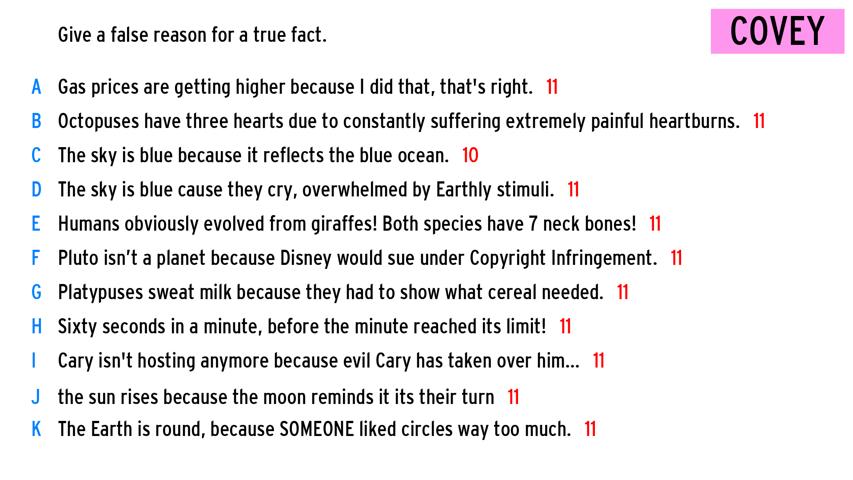 Give a false reason for a true fact.
COVEY
A Gas prices are getting higher because I did that, that's right. 11
B Octopuses have three hearts due to constantly suffering extremely painful heartburns. 11
C The sky is blue because it reflects the blue ocean. 10
D The sky is blue cause they cry, overwhelmed by Earthly stimuli. 11
E Humans obviously evolved from giraffes! Both species have 7 neck bones! 11
F Pluto isn’t a planet because Disney would sue under Copyright Infringement. 11
G Platypuses sweat milk because they had to show what cereal needed. 11
H Sixty seconds in a minute, before the minute reached its limit! 11
I Cary isn't hosting anymore because evil Cary has taken over him... 11
J the sun rises because the moon reminds it its their turn 11
K The Earth is round, because SOMEONE liked circles way too much. 11